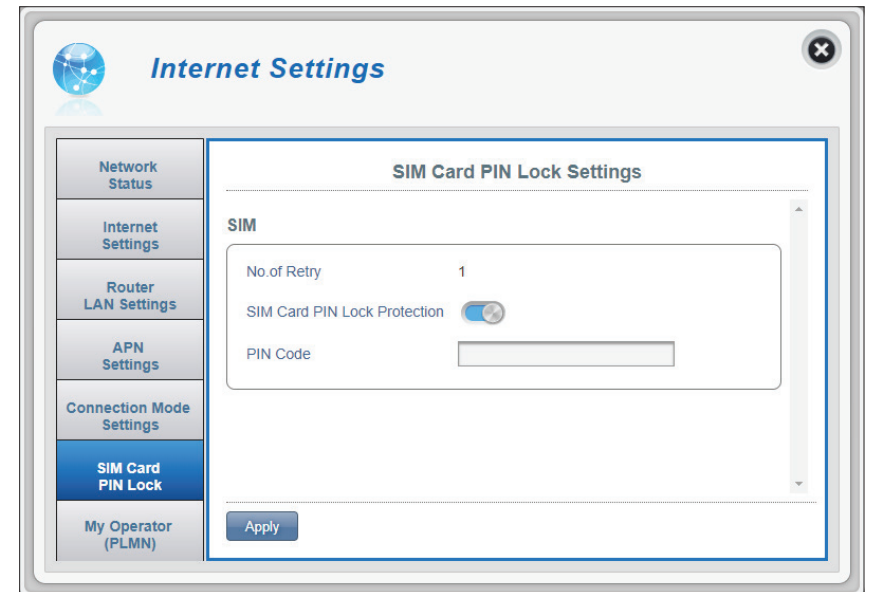 Internet Settings
Network
Status
Internet
Settings
Router
LAN Settings
APN
Settings
Connection Mode
Settings
SIM Card
PIN Lock
My Operator
(PLMN)
SIM Card PIN Lock Settings
SIM
No.of Retry 1
SIM Card PIN Lock Protection
PIN Code
Apply